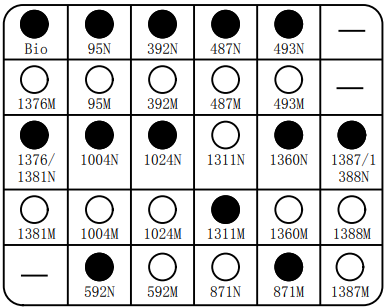 Bio 95N 392N 487N 493N —
1376M 95M 392M 487M 493M —
1376/ 1004N 1024N 1311N 1360N 1387/1
1381N 388N
1381M 1004M 1024M 1311M 1360M 1388M
— 592N 592M 871N 871M 1387M